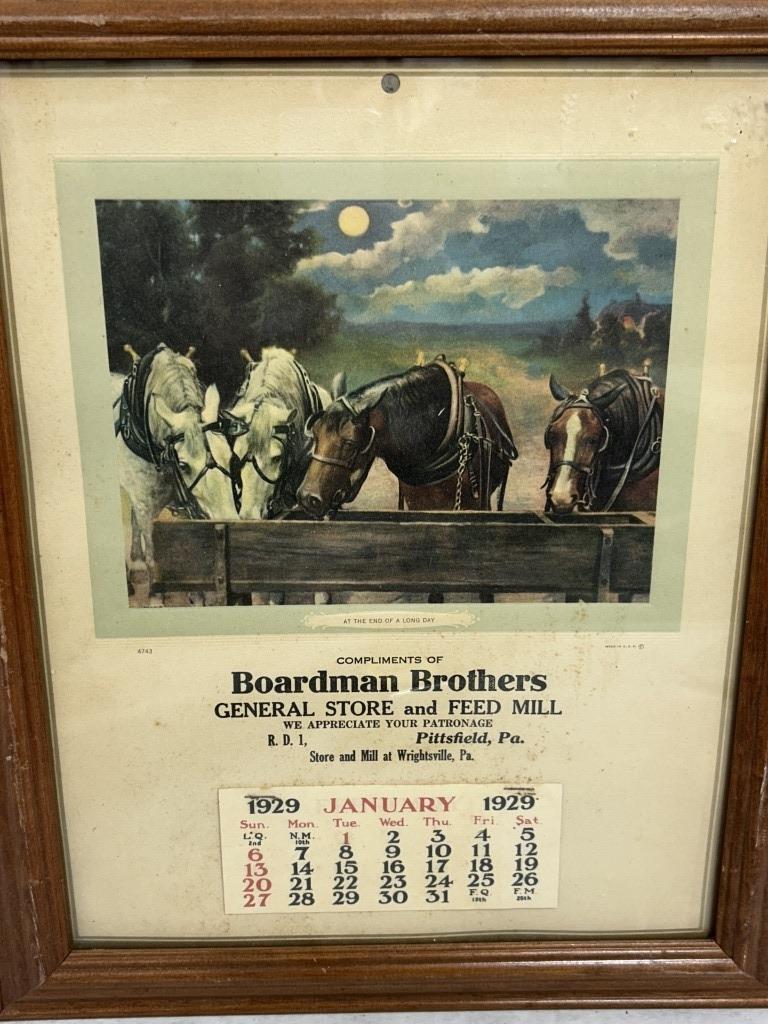 AT THE END OF A LONG DAY
4743
MADE IN U.S.A.
COMPLIMENTS OF
Boardman Brothers
GENERAL STORE and FEED MILL
WE APPRECIATE YOUR PATRONAGE
R. D. 1, Pittsfield, Pa.
Store and Mill at Wrightsville, Pa.
1929 JANUARY 1929
Sun. Mon. Tue. Wed. Thu. Fri. Sat.
L.Q. 2nd N.M. 10th 1 2 3 4 5
6 7 8 9 10 11 12
13 14 15 16 17 18 19
20 21 22 23 24 25 26
27 28 29 30 31 F.Q. 18th F.M. 25th